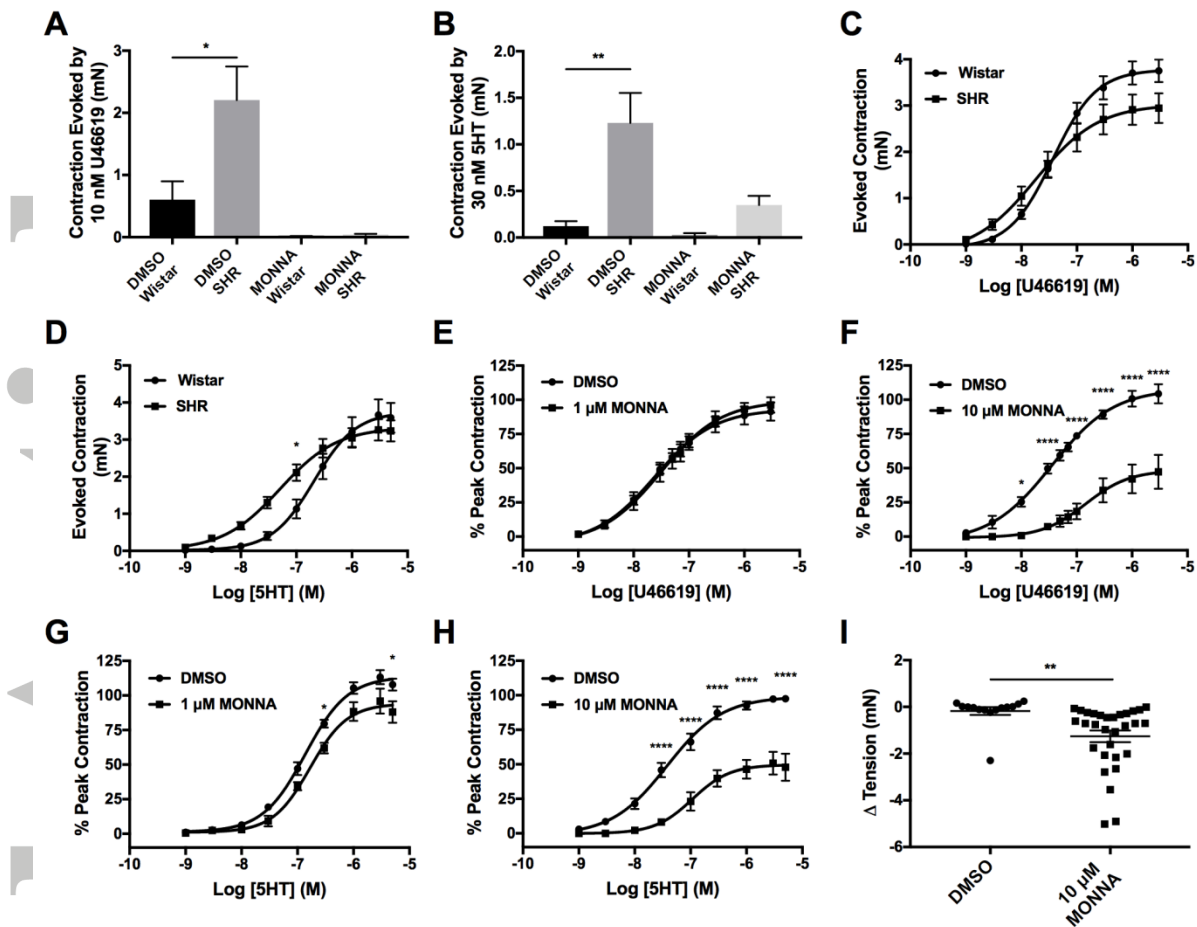 A
Contraction Evoked by
10 nM U46619 (mN)
3
2
1
0
*
DMSO
Wistar
DMSO
SHR
MONNA
Wistar
MONNA
SHR
B
Contraction Evoked by
30 nM 5HT (mN)
2.0
1.5
1.0
0.5
0.0
**
DMSO
Wistar
DMSO
SHR
MONNA
Wistar
MONNA
SHR
C
Evoked Contraction
(mN)
4
3
2
1
0
Wistar
SHR
-10 -9 -8 -7 -6 -5
Log [U46619] (M)
D
Evoked Contraction
(mN)
5
4
3
2
1
0
Wistar
SHR
*
-10 -9 -8 -7 -6 -5
Log [5HT] (M)
E
% Peak Contraction
125
100
75
50
25
0
DMSO
1 µM MONNA
-10 -9 -8 -7 -6 -5
Log [U46619] (M)
F
% Peak Contraction
125
100
75
50
25
0
DMSO
10 µM MONNA
* **** **** **** **** ****
-10 -9 -8 -7 -6 -5
Log [U46619] (M)
G
% Peak Contraction
125
100
75
50
25
0
DMSO
1 µM MONNA
* *
-10 -9 -8 -7 -6 -5
Log [5HT] (M)
H
% Peak Contraction
125
100
75
50
25
0
DMSO
10 µM MONNA
**** **** **** **** ****
-10 -9 -8 -7 -6 -5
Log [5HT] (M)
I
Δ Tension (mN)
2
0
-2
-4
-6
**
DMSO
10 µM
MONNA